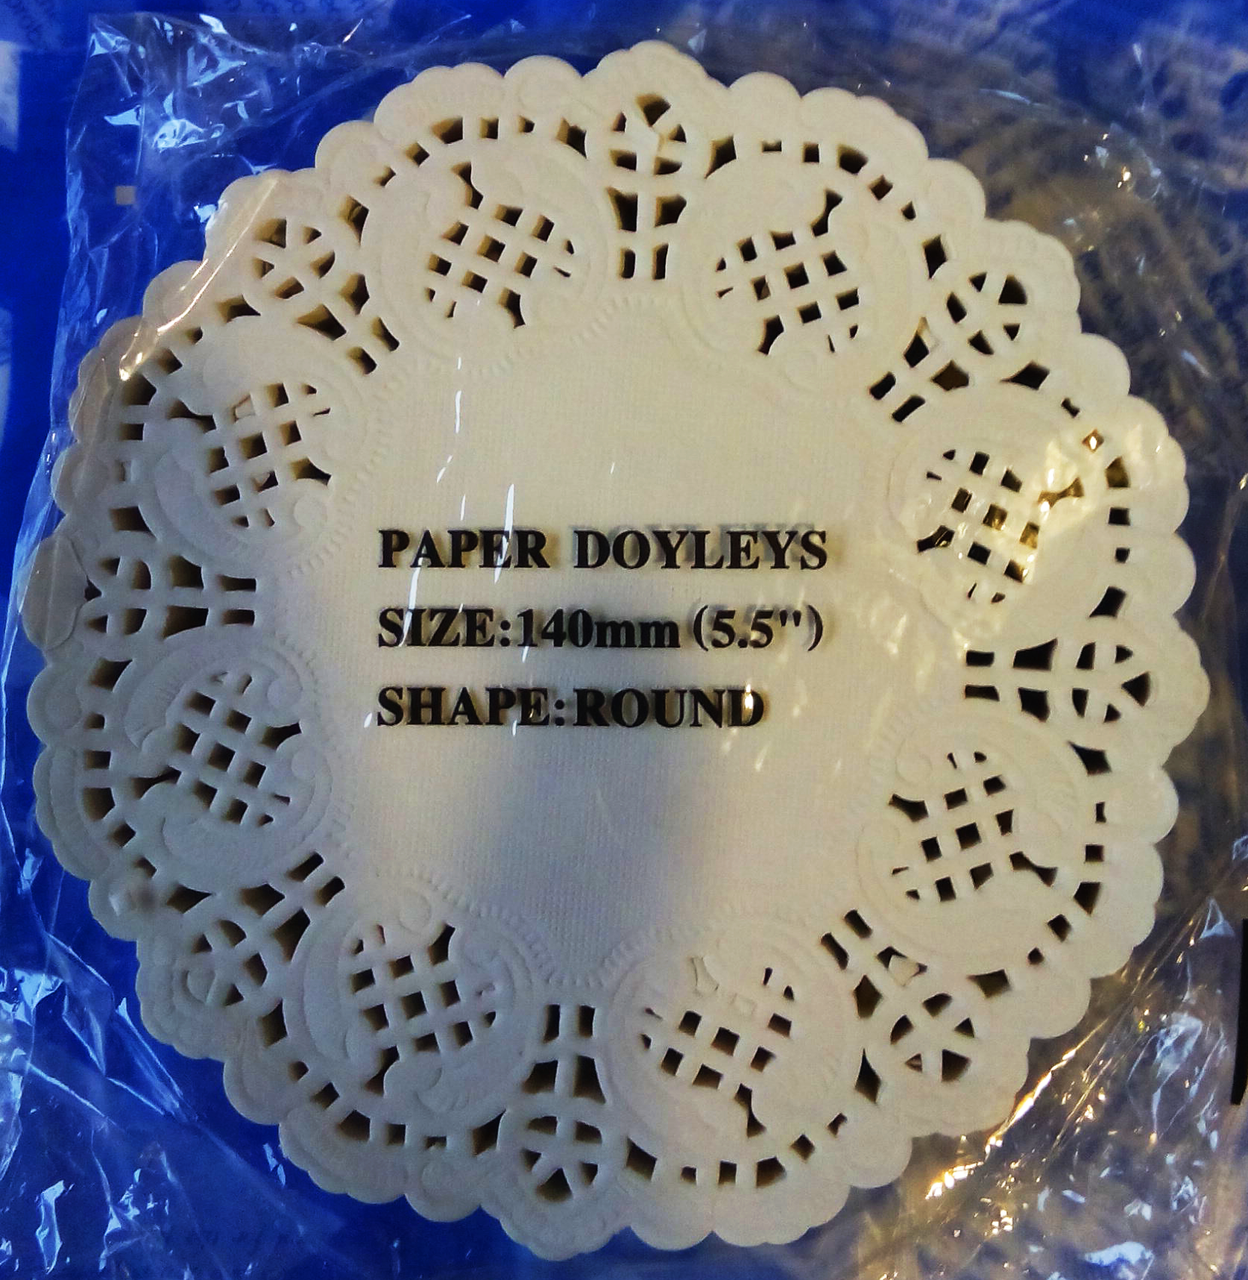 PAPER DOYLEYS
SIZE:140mm (5.5")
SHAPE:ROUND